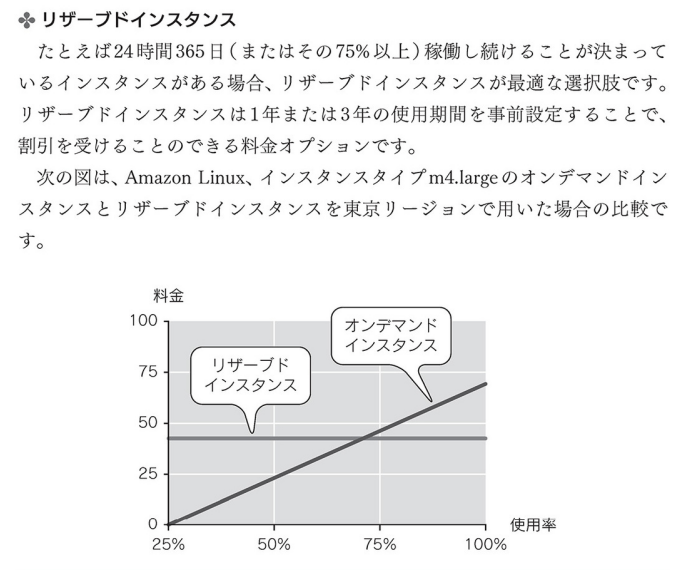 リザーブドインスタンス
たとえば24時間365日(またはその75%以上)稼働し続けることが決まって
いるインスタンスがある場合、リザーブドインスタンスが最適な選択肢です。
リザーブドインスタンスは1年または3年の使用期間を事前設定することで、
割引を受けることのできる料金オプションです。
次の図は、Amazon Linux、インスタンスタイプm4.largeのオンデマンドイン
スタンスとリザーブドインスタンスを東京リージョンで用いた場合の比較で
す。
料金
100
75
50
25
0
オンデマンド
インスタンス
リザーブド
インスタンス
25%
50%
75%
100%
使用率